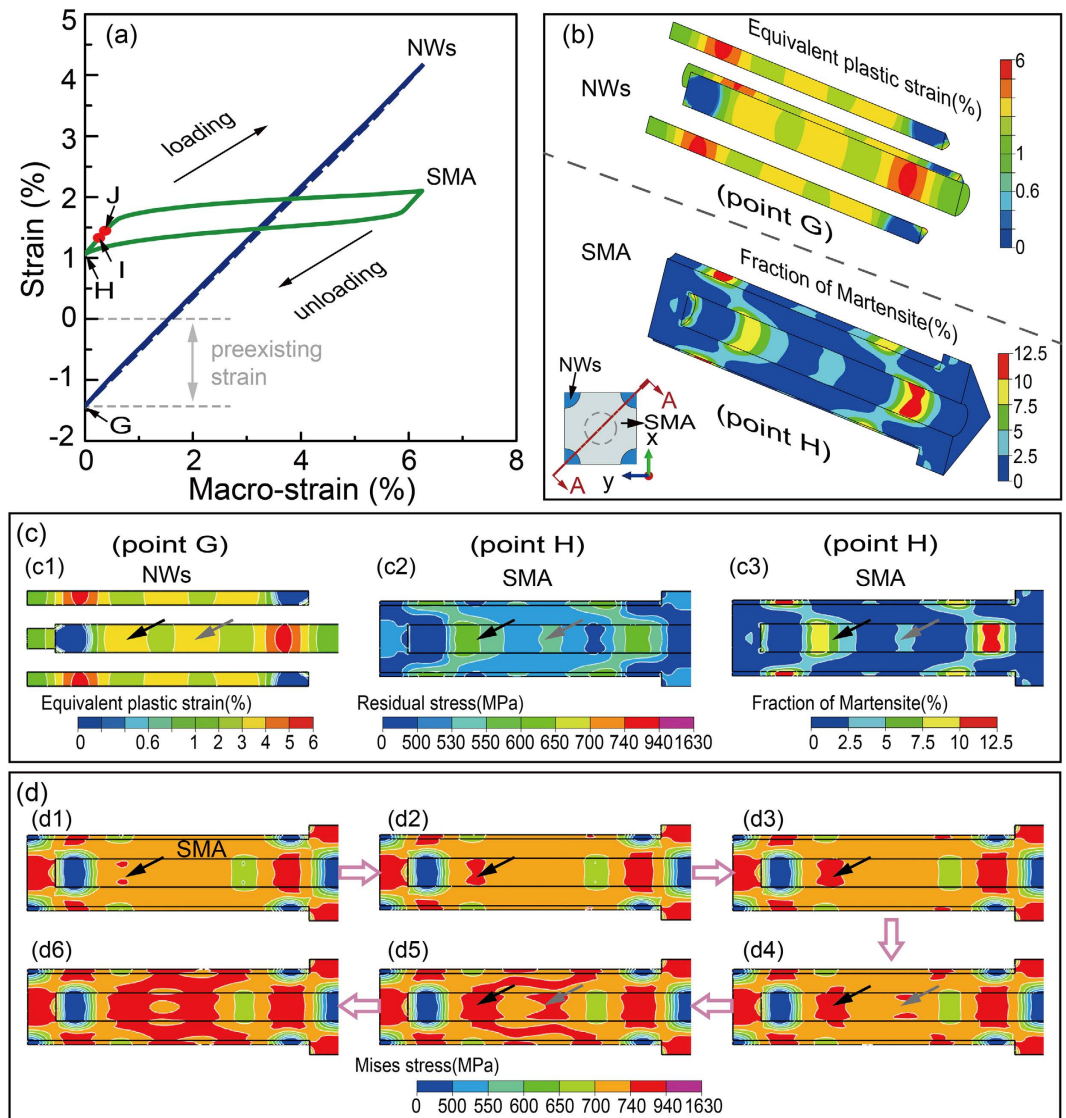 (a)
5
4
3
2
1
0
-1
-2
Strain (%)
NWs
loading
SMA
J
I
H
unloading
preexisting
strain
G
0 2 4 6 8
Macro-strain (%)
(b)
Equivalent plastic strain(%)
6
5
4
3
2
1
0.6
0
NWs
(point G)
SMA
Fraction of Martensite(%)
12.5
10
7.5
5
2.5
0
(point H)
NWs
A
SMA
x
y
A
(c)
(point G)
(c1)
NWs
Equivalent plastic strain(%)
0 0.6 1 2 3 4 5 6
(point H)
(c2)
SMA
Residual stress(MPa)
0 500 530 550 600 650 700 740 940 1630
(point H)
(c3)
SMA
Fraction of Martensite(%)
0 2.5 5 7.5 10 12.5
(d)
(d1)
SMA
(d2)
(d3)
(d6)
(d5)
(d4)
Mises stress(MPa)
0 500 550 600 650 700 740 940 1630